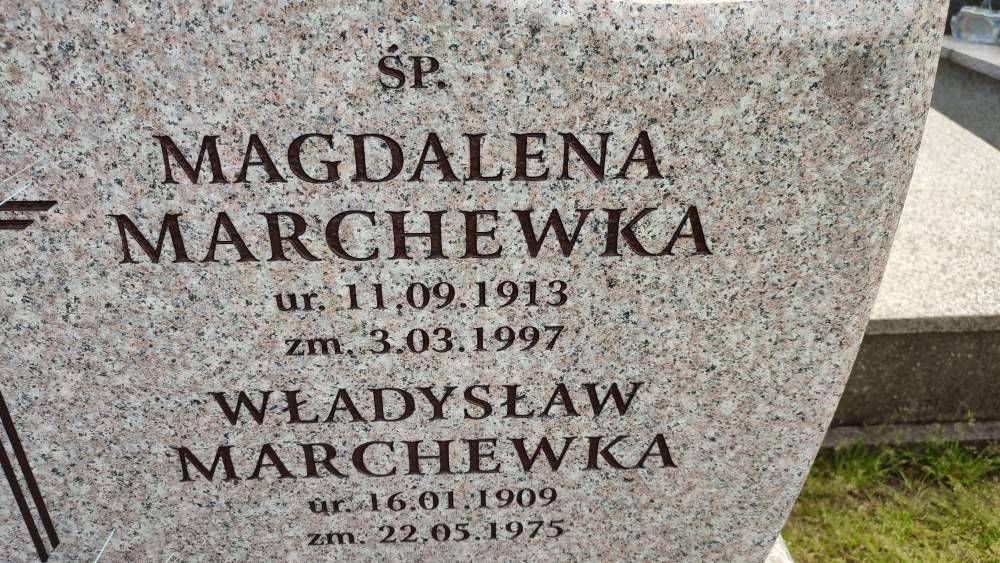 ŚP.
MAGDALENA
MARCHEWKA
ur. 11.09.1913
zm. 3.03.1997
WŁADYSŁAW
MARCHEWKA
ur. 16.01.1909
zm. 22.05.1975